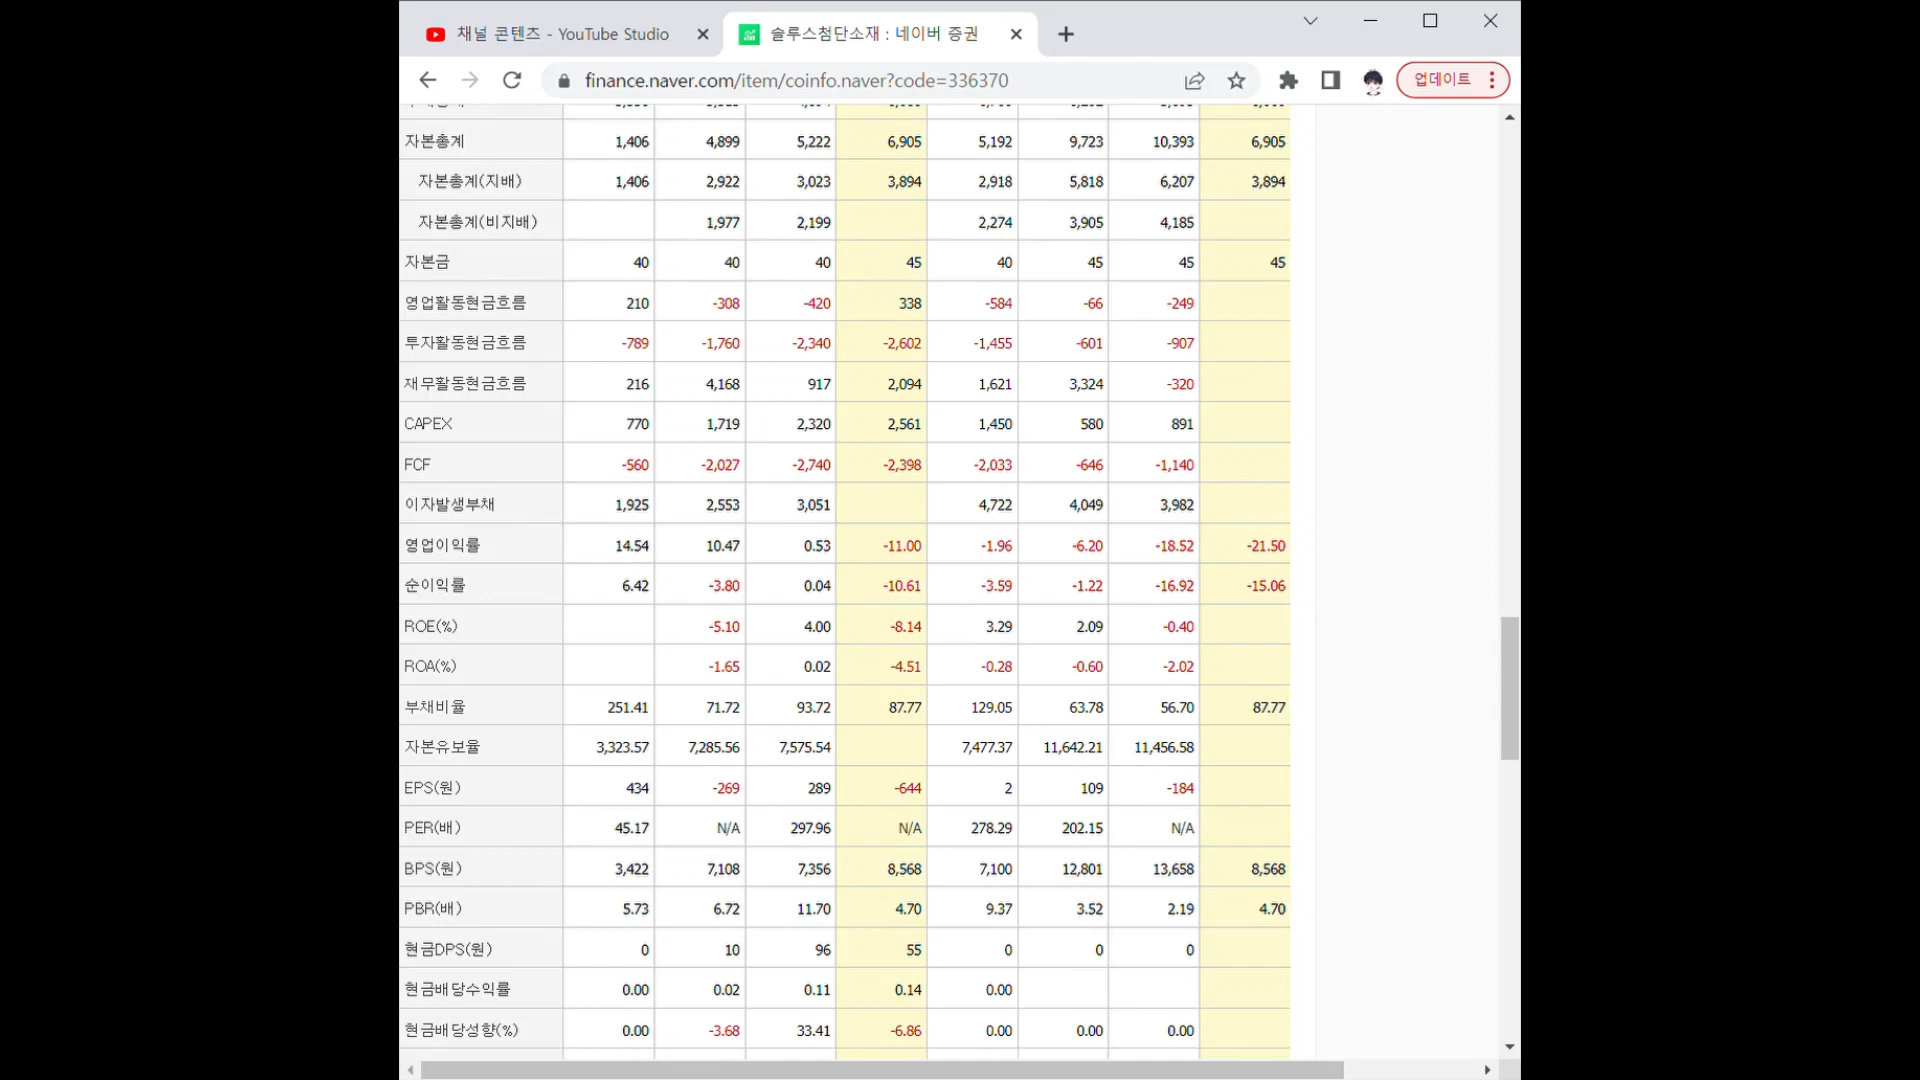 채널 콘텐츠 - YouTube Studio
솔루스첨단소재 : 네이버 증권
finance.naver.com/item/coinfo.naver?code=336370
업데이트
자본총계 1,406 4,899 5,222 6,905 5,192 9,723 10,393 6,905
자본총계(지배) 1,406 2,922 3,023 3,894 2,918 5,818 6,207 3,894
자본총계(비지배) 1,977 2,199 2,274 3,905 4,185
자본금 40 40 40 45 40 45 45 45
영업활동현금흐름 210 -308 -420 338 -584 -66 -249
투자활동현금흐름 -789 -1,760 -2,340 -2,602 -1,455 -601 -907
재무활동현금흐름 216 4,168 917 2,094 1,621 3,324 -320
CAPEX 770 1,719 2,320 2,561 1,450 580 891
FCF -560 -2,027 -2,740 -2,398 -2,033 -646 -1,140
이자발생부채 1,925 2,553 3,051 4,722 4,049 3,982
영업이익률 14.54 10.47 0.53 -11.00 -1.96 -6.20 -18.52 -21.50
순이익률 6.42 -3.80 0.04 -10.61 -3.59 -1.22 -16.92 -15.06
ROE(%) -5.10 4.00 -8.14 3.29 2.09 -0.40
ROA(%) -1.65 0.02 -4.51 -0.28 -0.60 -2.02
부채비율 251.41 71.72 93.72 87.77 129.05 63.78 56.70 87.77
자본유보율 3,323.57 7,285.56 7,575.54 7,477.37 11,642.21 11,456.58
EPS(원) 434 -269 289 -644 2 109 -184
PER(배) 45.17 N/A 297.96 N/A 278.29 202.15 N/A
BPS(원) 3,422 7,108 7,356 8,568 7,100 12,801 13,658 8,568
PBR(배) 5.73 6.72 11.70 4.70 9.37 3.52 2.19 4.70
현금DPS(원) 0 10 96 55 0 0 0
현금배당수익률 0.00 0.02 0.11 0.14 0.00
현금배당성향(%) 0.00 -3.68 33.41 -6.86 0.00 0.00 0.00